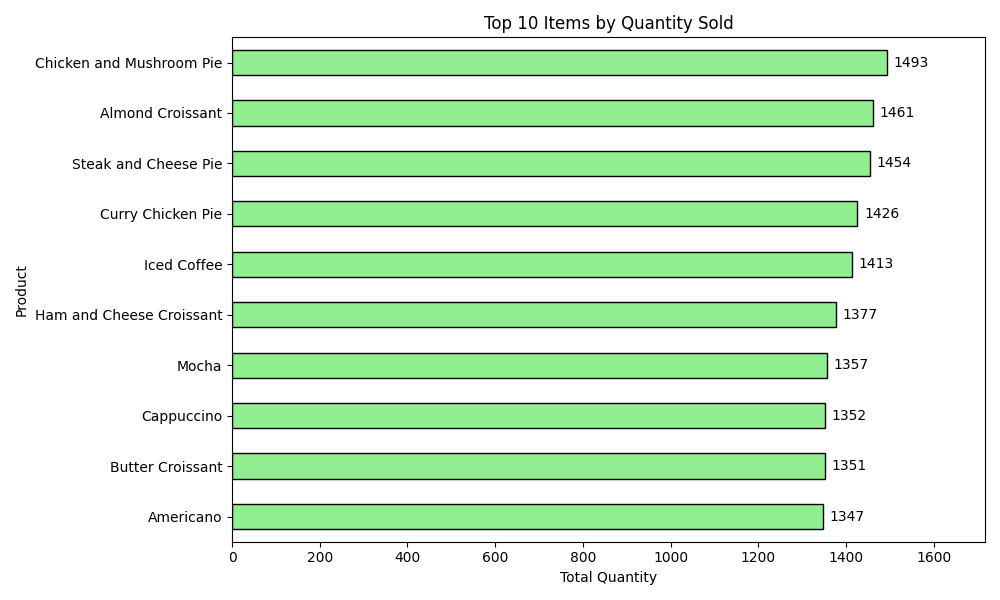 Top 10 Items by Quantity Sold
Chicken and Mushroom Pie 1493
Almond Croissant 1461
Steak and Cheese Pie 1454
Curry Chicken Pie 1426
Iced Coffee 1413
Ham and Cheese Croissant 1377
Mocha 1357
Cappuccino 1352
Butter Croissant 1351
Americano 1347
Product
0 200 400 600 800 1000 1200 1400 1600
Total Quantity